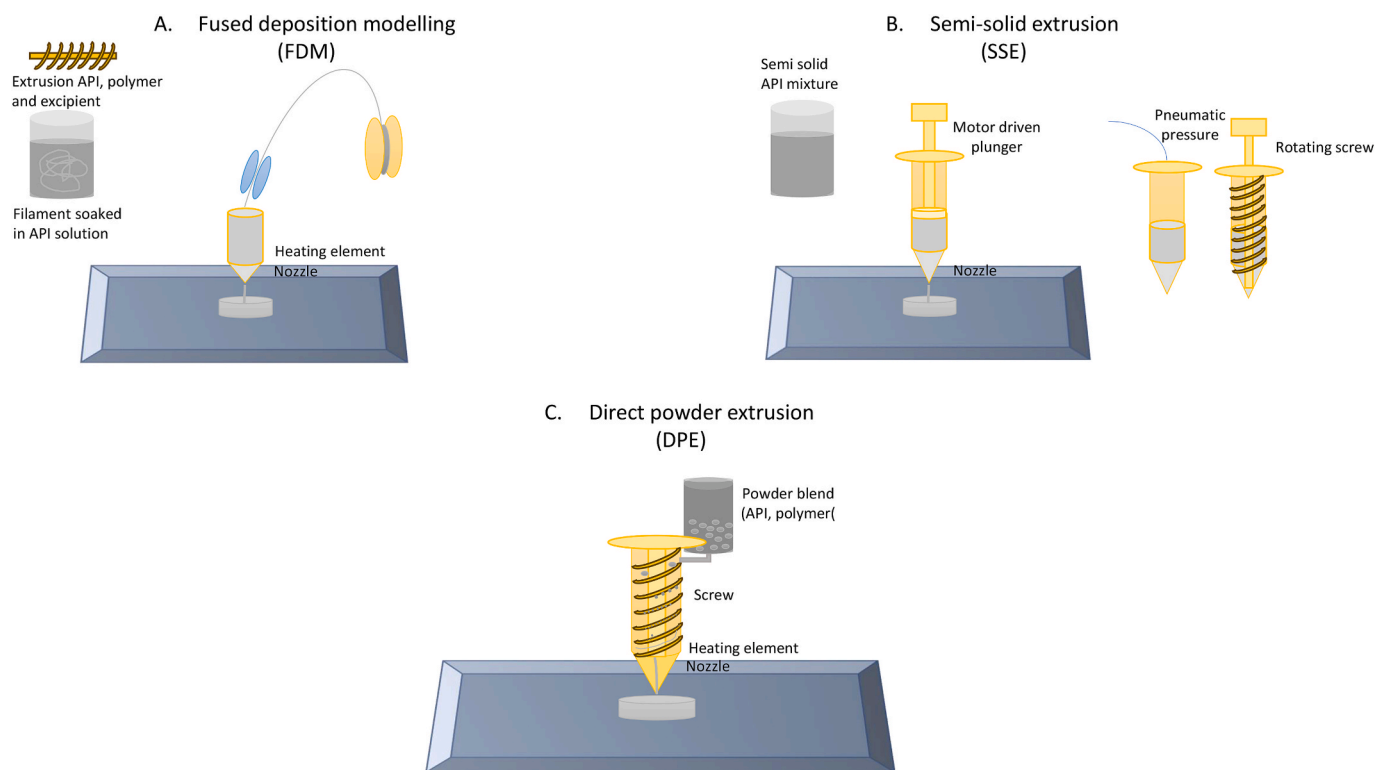 A. Fused deposition modelling
(FDM)
Extrusion API, polymer
and excipient
Filament soaked
in API solution
Heating element
Nozzle
B. Semi-solid extrusion
(SSE)
Semi solid
API mixture
Motor driven
plunger
Nozzle
Pneumatic
pressure
Rotating screw
C. Direct powder extrusion
(DPE)
Powder blend
(API, polymer(
Screw
Heating element
Nozzle